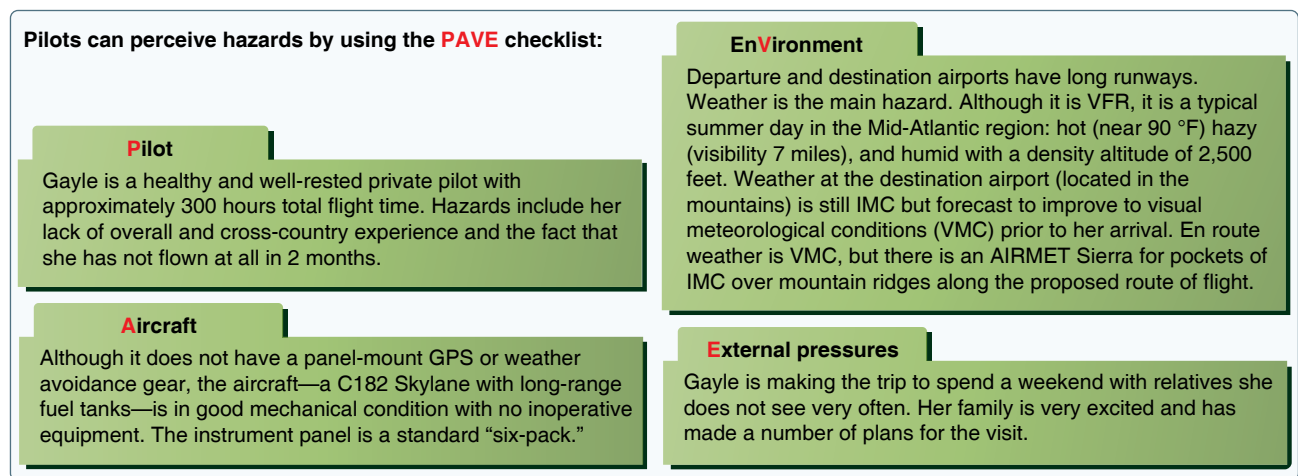 Pilots can perceive hazards by using the PAVE checklist:
Pilot
Gayle is a healthy and well-rested private pilot with
approximately 300 hours total flight time. Hazards include her
lack of overall and cross-country experience and the fact that
she has not flown at all in 2 months.
Aircraft
Although it does not have a panel-mount GPS or weather
avoidance gear, the aircraft—a C182 Skylane with long-range
fuel tanks—is in good mechanical condition with no inoperative
equipment. The instrument panel is a standard “six-pack.”
EnVironment
Departure and destination airports have long runways.
Weather is the main hazard. Although it is VFR, it is a typical
summer day in the Mid-Atlantic region: hot (near 90 °F) hazy
(visibility 7 miles), and humid with a density altitude of 2,500
feet. Weather at the destination airport (located in the
mountains) is still IMC but forecast to improve to visual
meteorological conditions (VMC) prior to her arrival. En route
weather is VMC, but there is an AIRMET Sierra for pockets of
IMC over mountain ridges along the proposed route of flight.
External pressures
Gayle is making the trip to spend a weekend with relatives she
does not see very often. Her family is very excited and has
made a number of plans for the visit.